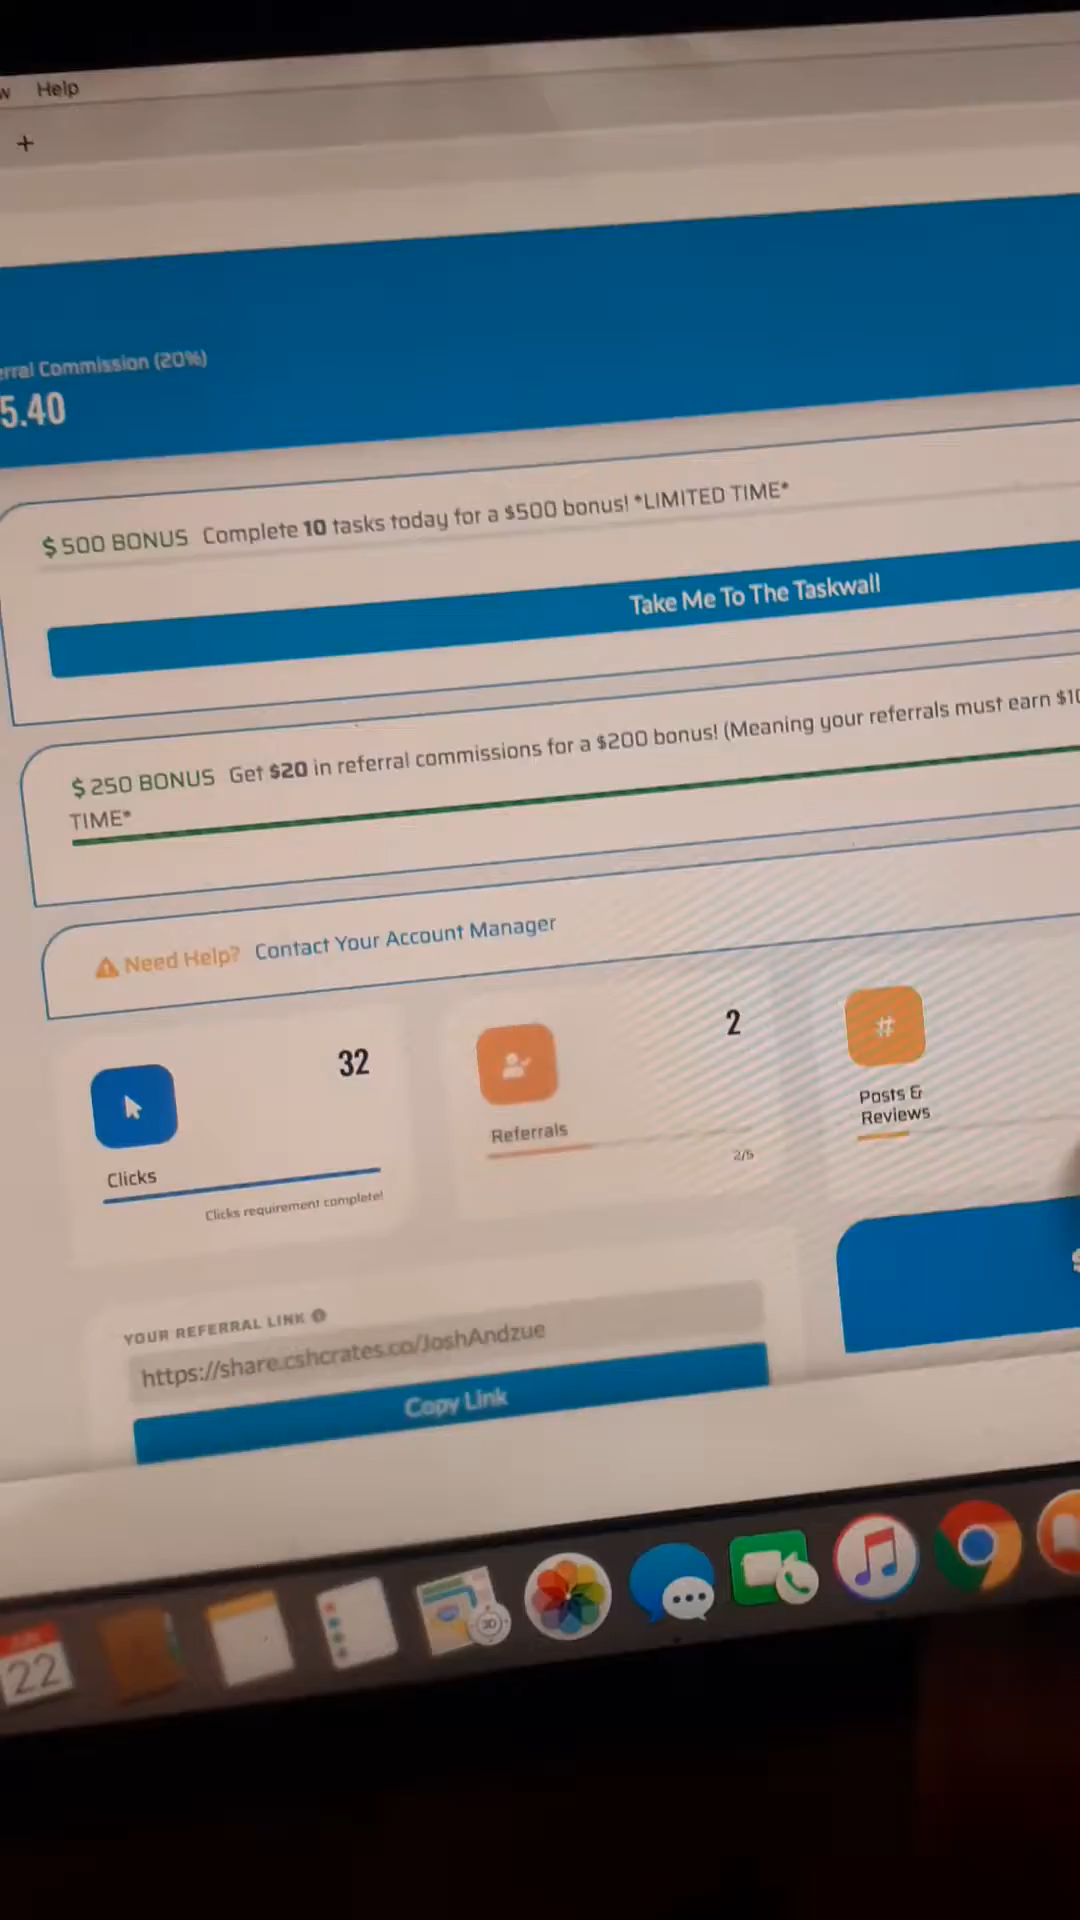 Help
+
rral Commission (20%)
5.40
$500 BONUS Complete 10 tasks today for a $500 bonus! *LIMITED TIME*
Take Me To The Taskwall
$250 BONUS Get $20 in referral commissions for a $200 bonus! (Meaning your referrals must earn
TIME*
Need Help? Contact Your Account Manager
32
Clicks
Clicks requirement complete!
2
Referrals
2/5
#
Posts &
Reviews
YOUR REFERRAL LINK
https://share.cshcrates.co/JoshAndzue
Copy Link
22
3D